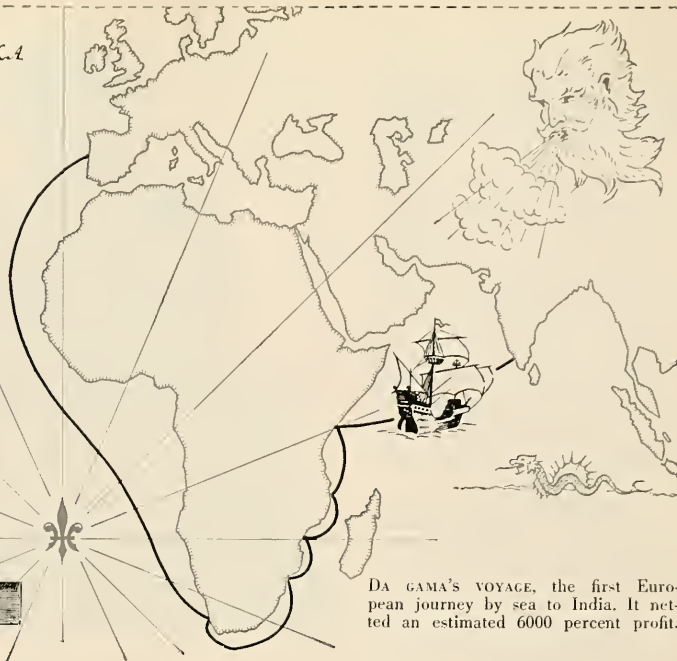 DA GAMA'S VOYAGE, the first Euro-
pean journey by sea to India. It net-
ted an estimated 6000 percent profit.